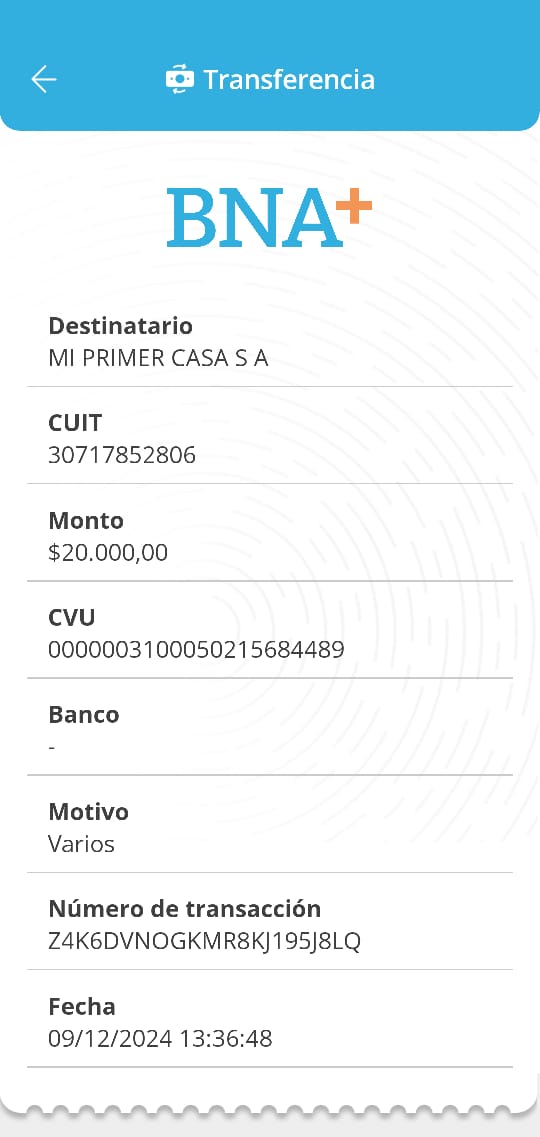 Transferencia
BNA+
Destinatario
MI PRIMER CASA S A
CUIT
30717852806
Monto
$20.000,00
CVU
0000003100050215684489
Banco
-
Motivo
Varios
Número de transacción
Z4K6DVNOGKMR8KJ195J8LQ
Fecha
09/12/2024 13:36:48